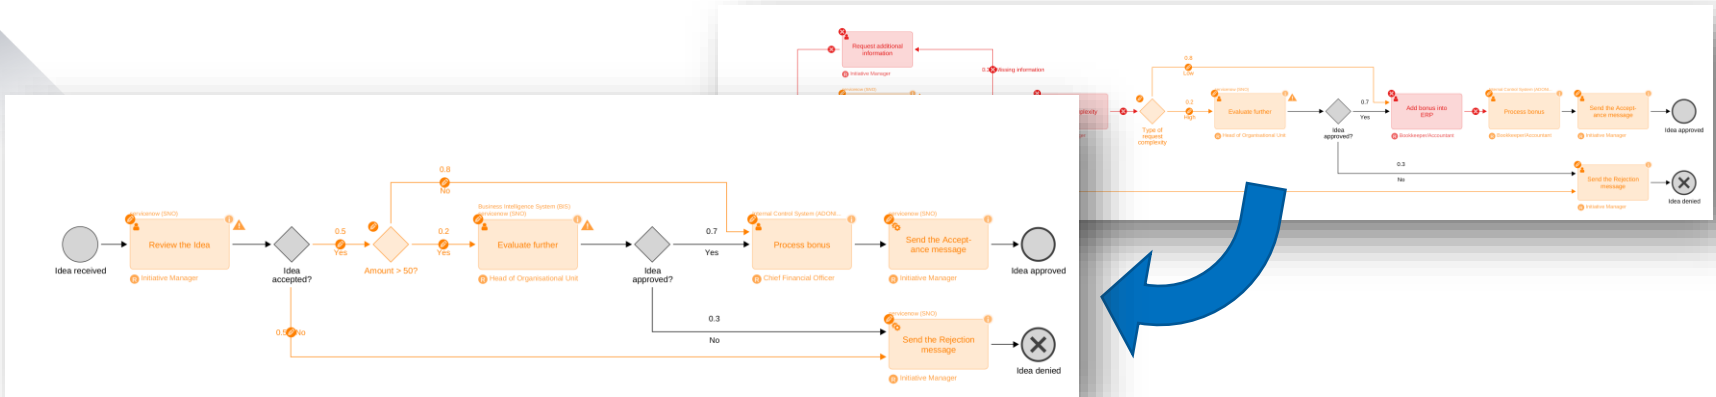 Request additional
information
Initiative Manager
Missing information
0.8
Low
0.2
High
Type of
request
complexity
Evaluate further
Head of Organisational Unit
Idea
approved?
0.7
Yes
Add bonus into
ERP
Bookkeeper/Accountant
Process bonus
Bookkeeper/Accountant
Send the Accept-
ance message
Initiative Manager
Idea approved
0.3
No
Send the Rejection
message
Initiative Manager
Idea denied
Idea received
Review the Idea
Initiative Manager
Idea
accepted?
0.5
Yes
No
Amount > 50?
0.8
No
0.2
Yes
Business Intelligence System (BIS)
Servicenow (SNO)
Evaluate further
Head of Organisational Unit
Idea
approved?
0.7
Yes
0.3
No
Process bonus
Chief Financial Officer
Send the Accept-
ance message
Initiative Manager
Idea approved
Send the Rejection
message
Initiative Manager
Idea denied